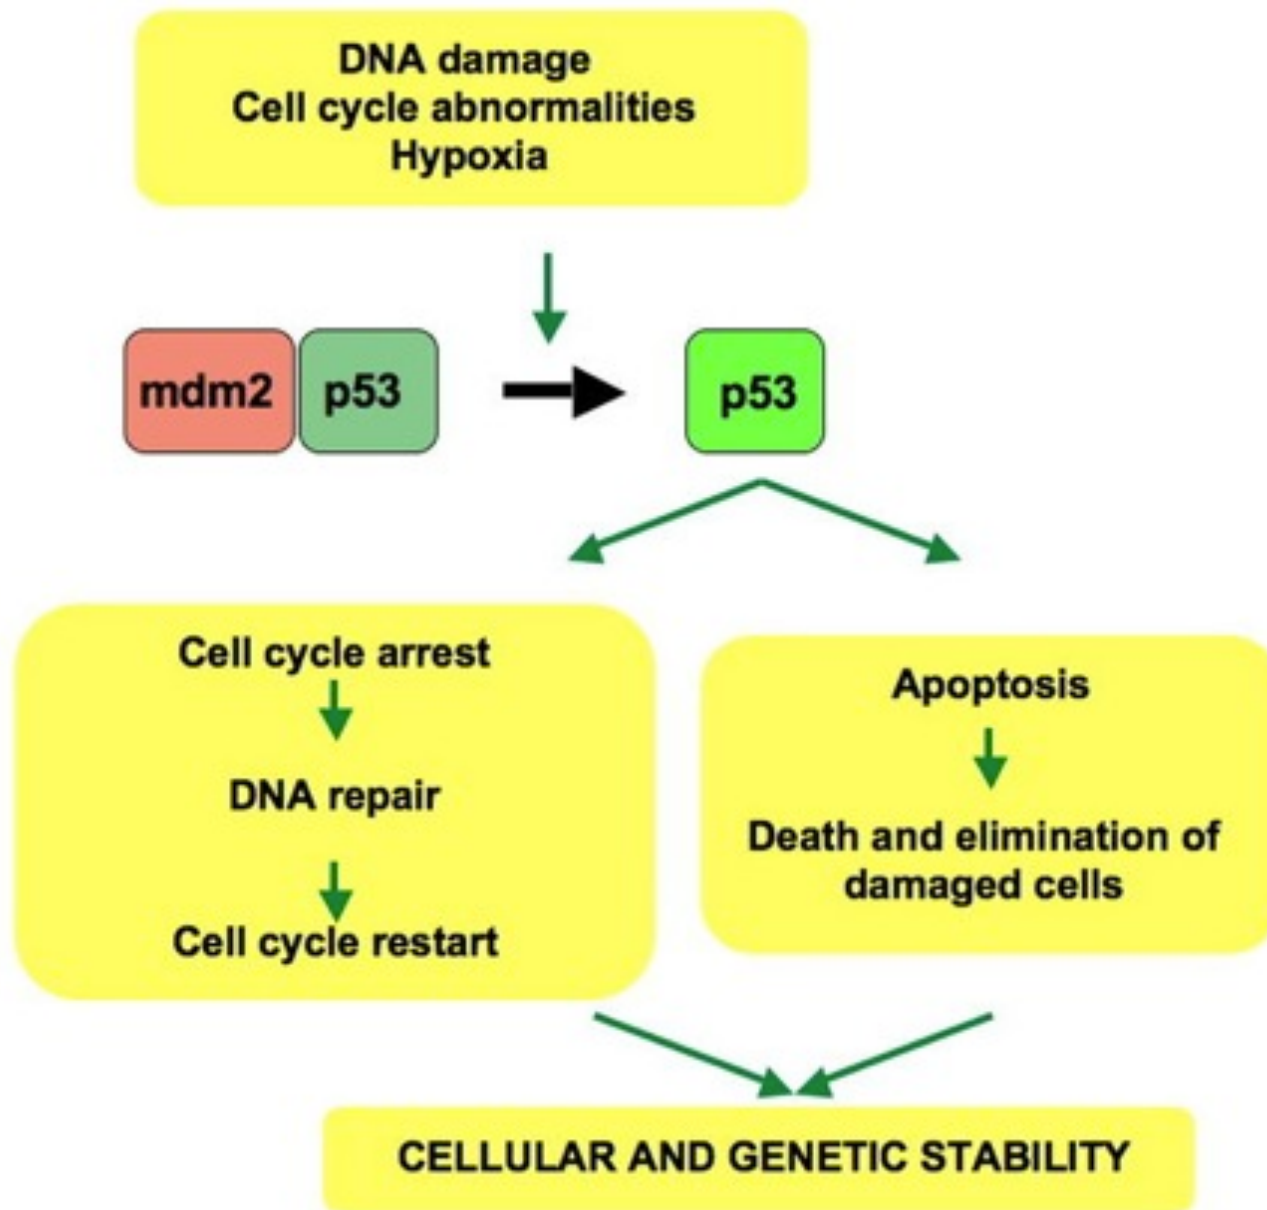 DNA damage
Cell cycle abnormalities
Hypoxia
mdm2
p53
p53
Cell cycle arrest
DNA repair
Cell cycle restart
Apoptosis
Death and elimination of
damaged cells
CELLULAR AND GENETIC STABILITY